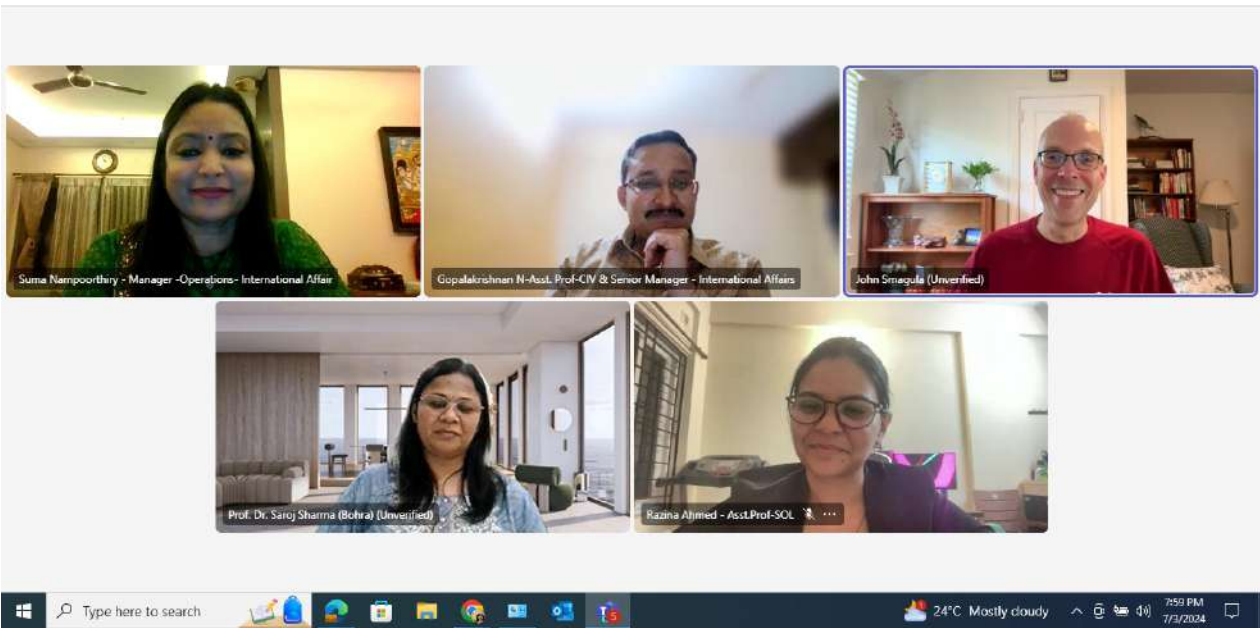 Suma Nampoorthiry - Manager -Operations- International Affair
Gopalakrishnan N-Asst. Prof-CIV & Senior Manager - International Affairs
John Smagula (Unverified)
Prof. Dr. Saroj Sharma (Bohra) (Unverified)
Razina Ahmed - Asst.Prof-SOL
Type here to search
5
24°C Mostly cloudy
7:59 PM
7/3/2024